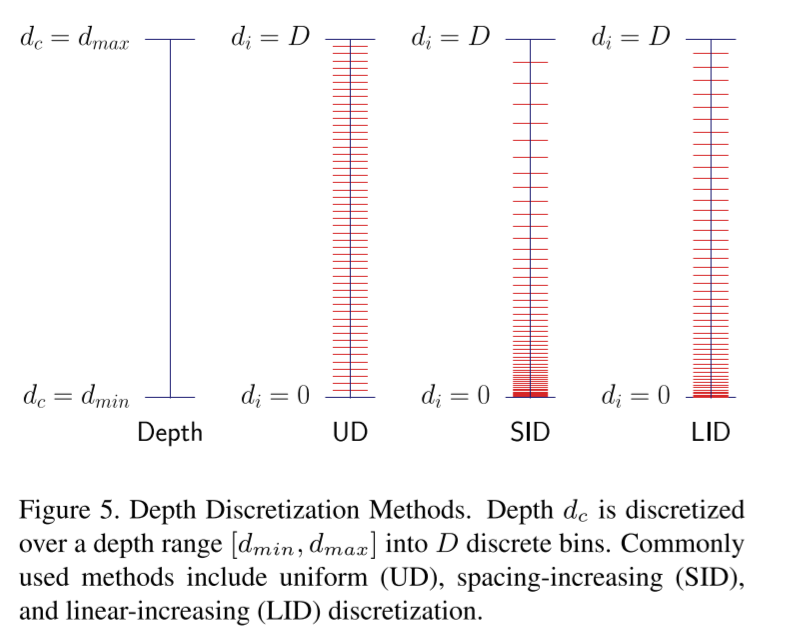 d_c = d_max d_i = D d_i = D d_i = D
d_c = d_min d_i = 0 d_i = 0 d_i = 0
Depth UD SID LID
Figure 5. Depth Discretization Methods. Depth d_c is discretized
over a depth range [d_min, d_max] into D discrete bins. Commonly
used methods include uniform (UD), spacing-increasing (SID),
and linear-increasing (LID) discretization.